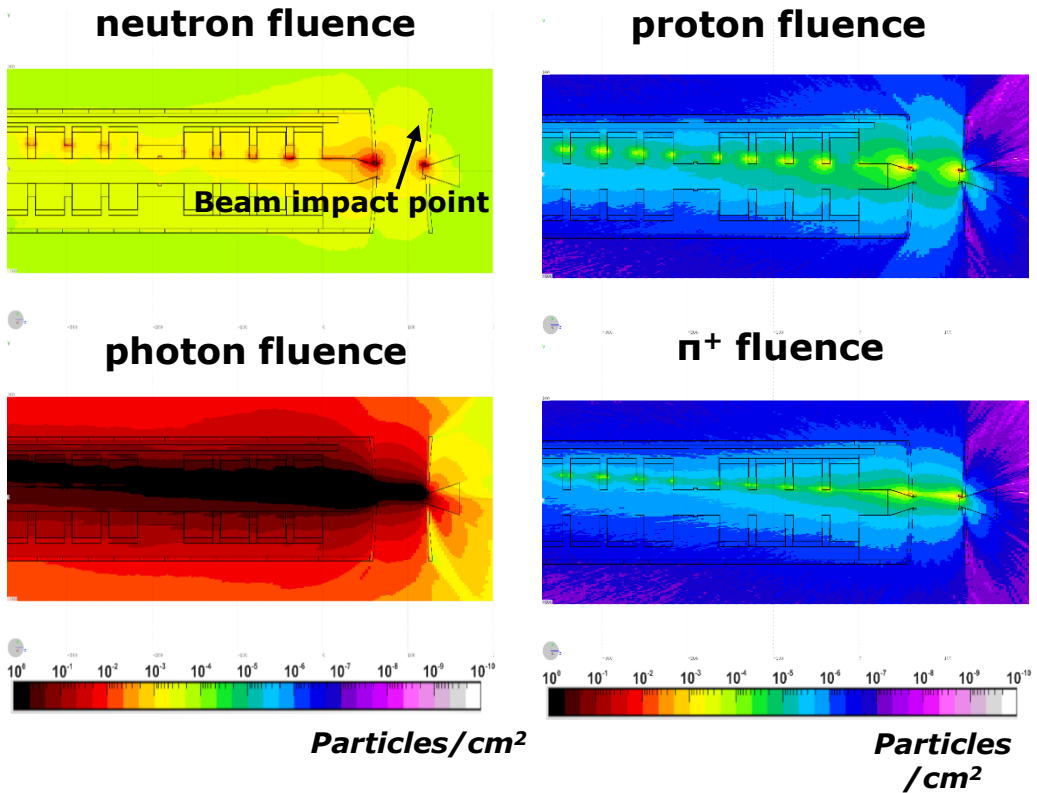 neutron fluence
proton fluence
Beam impact point
photon fluence
π⁺ fluence
10⁰ 10⁻¹ 10⁻² 10⁻³ 10⁻⁴ 10⁻⁵ 10⁻⁶ 10⁻⁷ 10⁻⁸ 10⁻⁹ 10⁻¹⁰
10⁰ 10⁻¹ 10⁻² 10⁻³ 10⁻⁴ 10⁻⁵ 10⁻⁶ 10⁻⁷ 10⁻⁸ 10⁻⁹ 10⁻¹⁰
Particles/cm²
Particles
/cm²